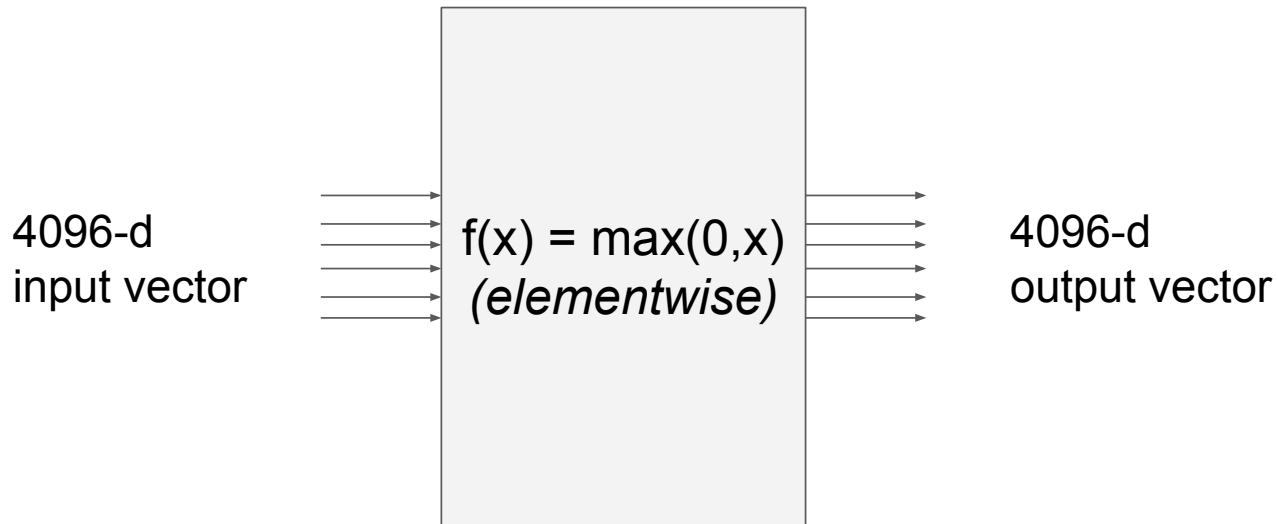 4096-d
input vector
f(x) = max(0,x)
(elementwise)
4096-d
output vector